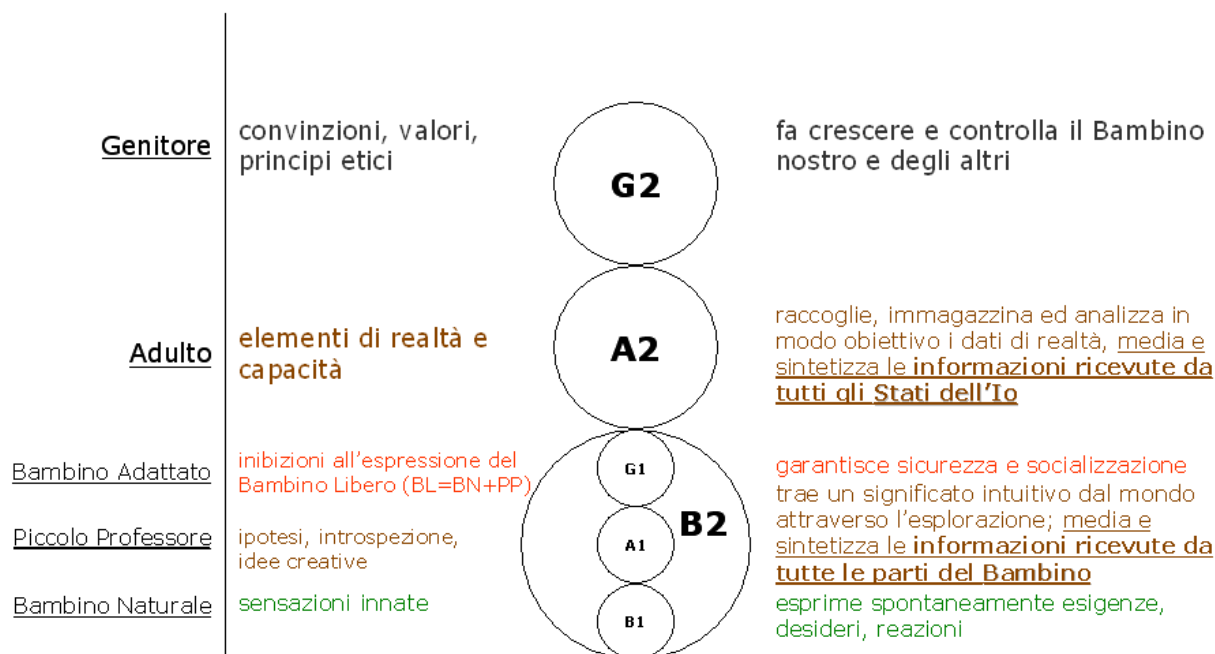 Genitore
convinzioni, valori,
principi etici
G2
fa crescere e controlla il Bambino
nostro e degli altri
Adulto
elementi di realtà e
capacità
A2
raccoglie, immagazzina ed analizza in
modo obiettivo i dati di realtà, media e
sintetizza le informazioni ricevute da
tutti gli Stati dell'Io
Bambino Adattato
inibizioni all'espressione del
Bambino Libero (BL=BN+PP)
G1
garantisce sicurezza e socializzazione
B2
Piccolo Professore
ipotesi, introspezione,
idee creative
A1
trae un significato intuitivo dal mondo
attraverso l'esplorazione; media e
sintetizza le informazioni ricevute da
tutte le parti del Bambino
Bambino Naturale
sensazioni innate
B1
esprime spontaneamente esigenze,
desideri, reazioni